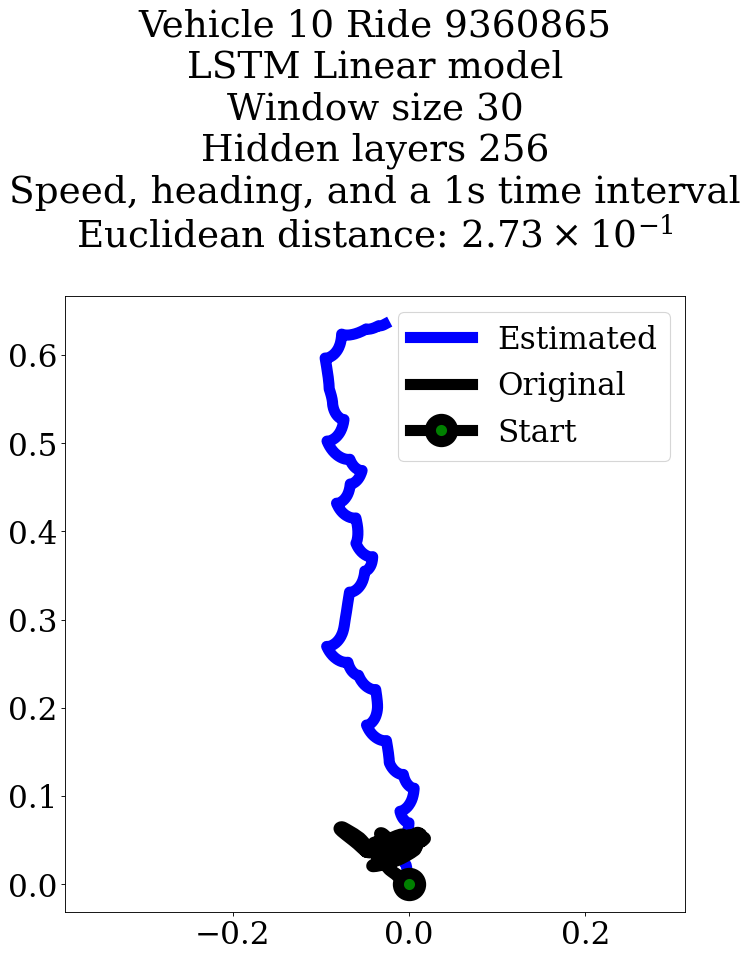 Vehicle 10 Ride 9360865
LSTM Linear model
Window size 30
Hidden layers 256
Speed, heading, and a 1s time interval
Euclidean distance: 2.73 × 10⁻¹
Estimated
Original
Start
0.6
0.5
0.4
0.3
0.2
0.1
0.0
−0.2
0.0
0.2